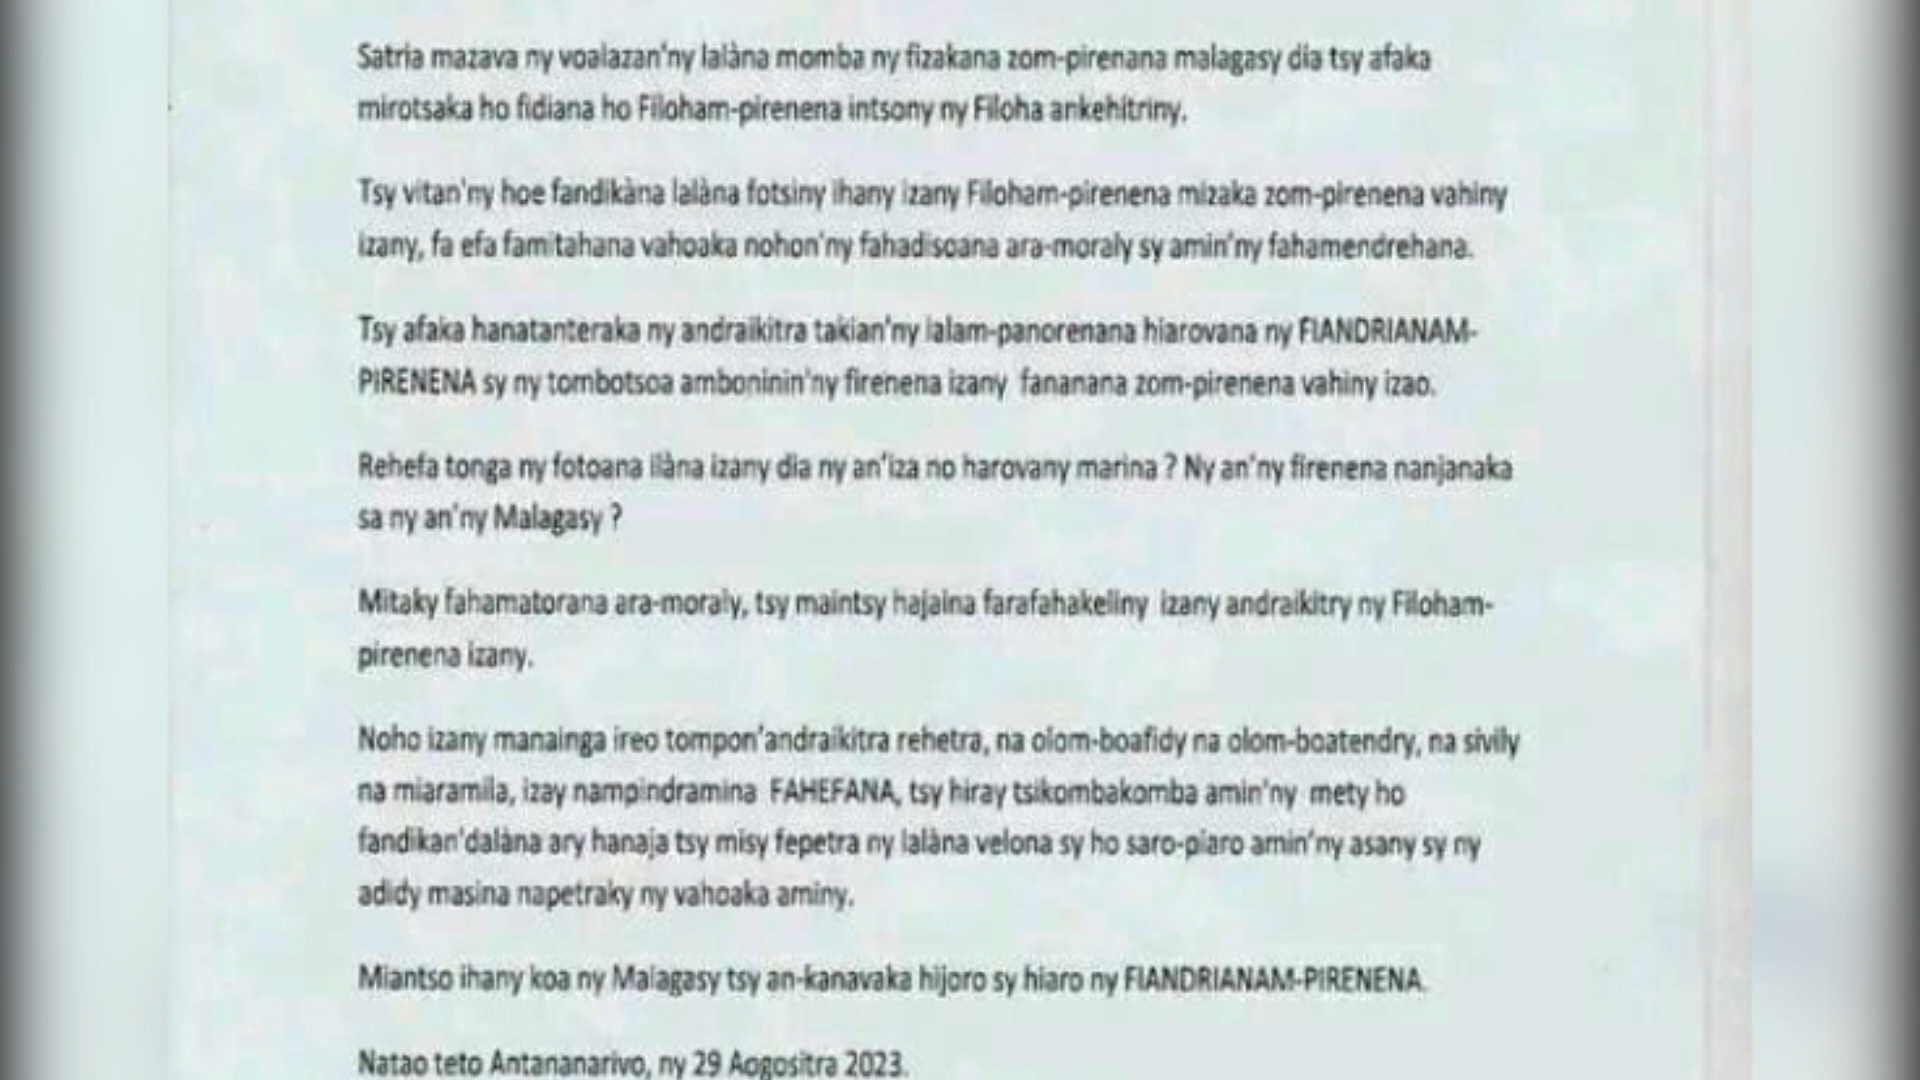 Satria mazava ny voalazan'ny lalàna momba ny fizakana zom-pirenana malagasy dia tsy afaka
mirotsaka ho fidiana ho Filoham-pirenena intsony ny Filoha ankehitriny.
Tsy vitan'ny hoe fandikàna lalàna fotsiny ihany izany Filoham-pirenena mizaka zom-pirenena vahiny
izany, fa efa famitahana vahoaka nohon'ny fahadisoana ara-moraly sy amin'ny fahamendrehana.
Tsy afaka hanatanteraka ny andraikitra takian'ny lalam-panorenana hiarovana ny FIANDRIANAM-
PIRENENA sy ny tombotsoa amboninin'ny firenena izany fananana zom-pirenena vahiny izao.
Rehefa tonga ny fotoana ilàna izany dia ny an'iza no harovany marina ? Ny an'ny firenena nanjanaka
sa ny an'ny Malagasy ?
Mitaky fahamatorana ara-moraly, tsy maintsy hajaina farafahakeliny izany andraikitry ny Filoham-
pirenena izany.
Noho izany manainga ireo tompon'andraikitra rehetra, na olom-boafidy na olom-boatendry, na sivily
na miaramila, izay nampindramina FAHEFANA, tsy hiray tsikombakomba amin'ny mety ho
fandikan'dalàna ary hanaja tsy misy fepetra ny lalàna velona sy ho saro-piaro amin'ny asany sy ny
adidy masina napetraky ny vahoaka aminy.
Miantso ihany koa ny Malagasy tsy an-kanavaka hijoro sy hiaro ny FIANDRIANAM-PIRENENA.
Natao teto Antananarivo, ny 29 Aogositra 2023.